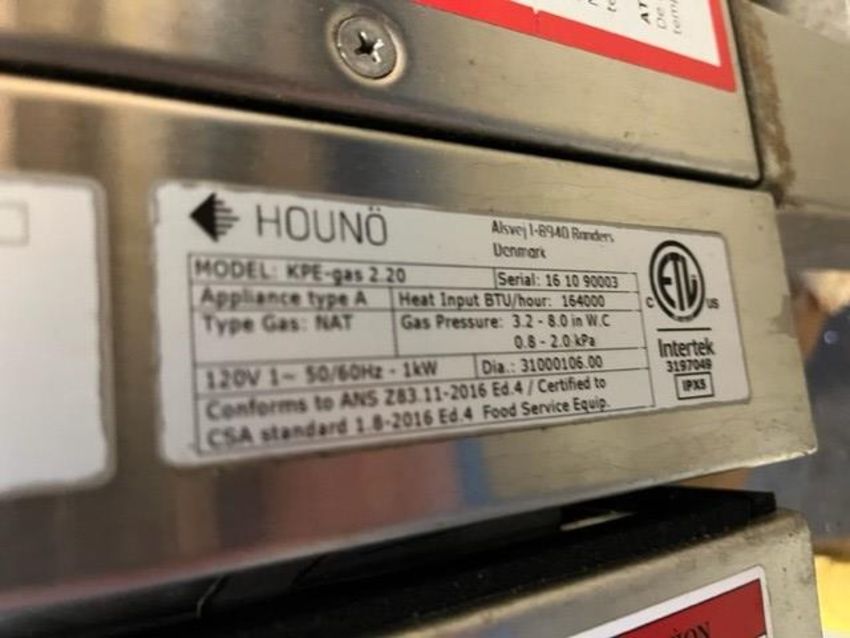 HOUNÖ
Alsvej 1-8940 Randers
Denmark
MODEL: KPE-gas 2.20
Serial: 16 10 90003
Appliance type A
Heat Input BTU/hour: 164000
Type Gas: NAT
Gas Pressure: 3.2 - 8.0 in W.C
0.8 - 2.0 kPa
120V 1~ 50/60Hz - 1kW
Dia.: 31000106.00
Conforms to ANS Z83.11-2016 Ed.4 / Certified to
CSA standard 1.8-2016 Ed.4 Food Service Equip.
C ETL US
Intertek
3197049
IPX5
AT
De